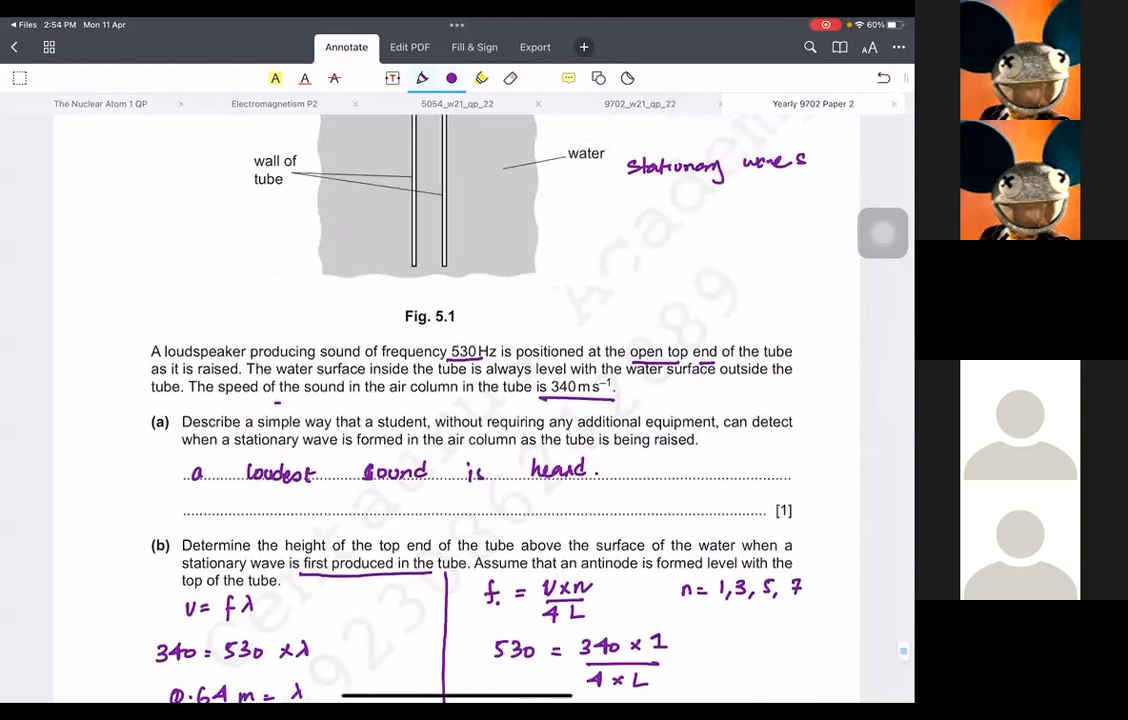 Files 2:54 PM Mon 11 Apr
60%
Annotate Edit PDF Fill & Sign Export
AA
A A A T
The Nuclear Atom 1 QP Electromagnetism P2 5054_w21_qp_22 9702_w21_qp_22 Yearly 9702 Paper 2
wall of
tube
water
stationary waves
Fig. 5.1
A loudspeaker producing sound of frequency 530 Hz is positioned at the open top end of the tube
as it is raised. The water surface inside the tube is always level with the water surface outside the
tube. The speed of the sound in the air column in the tube is 340 m s⁻¹.
(a) Describe a simple way that a student, without requiring any additional equipment, can detect
when a stationary wave is formed in the air column as the tube is being raised.
a loudest sound is heard.
[1]
(b) Determine the height of the top end of the tube above the surface of the water when a
stationary wave is first produced in the tube. Assume that an antinode is formed level with the
top of the tube.
v = fλ
340 = 530 × λ
0.64 m = λ
f. = v×n / 4L
n = 1, 3, 5, 7
530 = 340 × 1 / 4 × L
Centauru Academy
923086212089